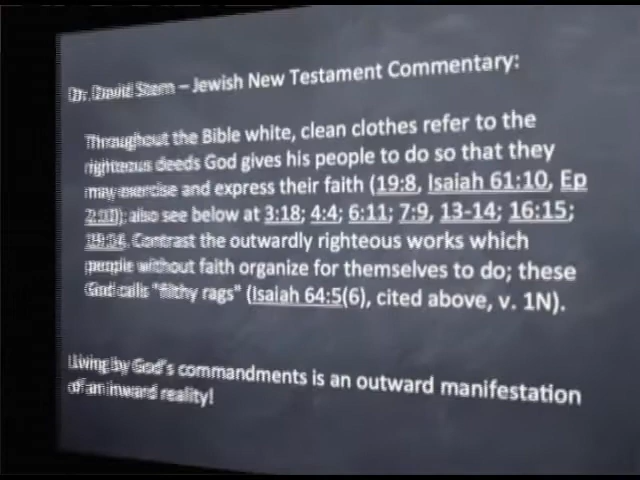 Dr. David Stern – Jewish New Testament Commentary:
Throughout the Bible white, clean clothes refer to the
righteous deeds God gives his people to do so that they
may exercise and express their faith (19:8, Isaiah 61:10, Ep
also see below at 3:18; 4:4; 6:11; 7:9, 13-14; 16:15;
Contrast the outwardly righteous works which
people without faith organize for themselves to do; these
God calls "filthy rags" (Isaiah 64:5(6), cited above, v. 1N).
Living by God's commandments is an outward manifestation
of an inward reality!